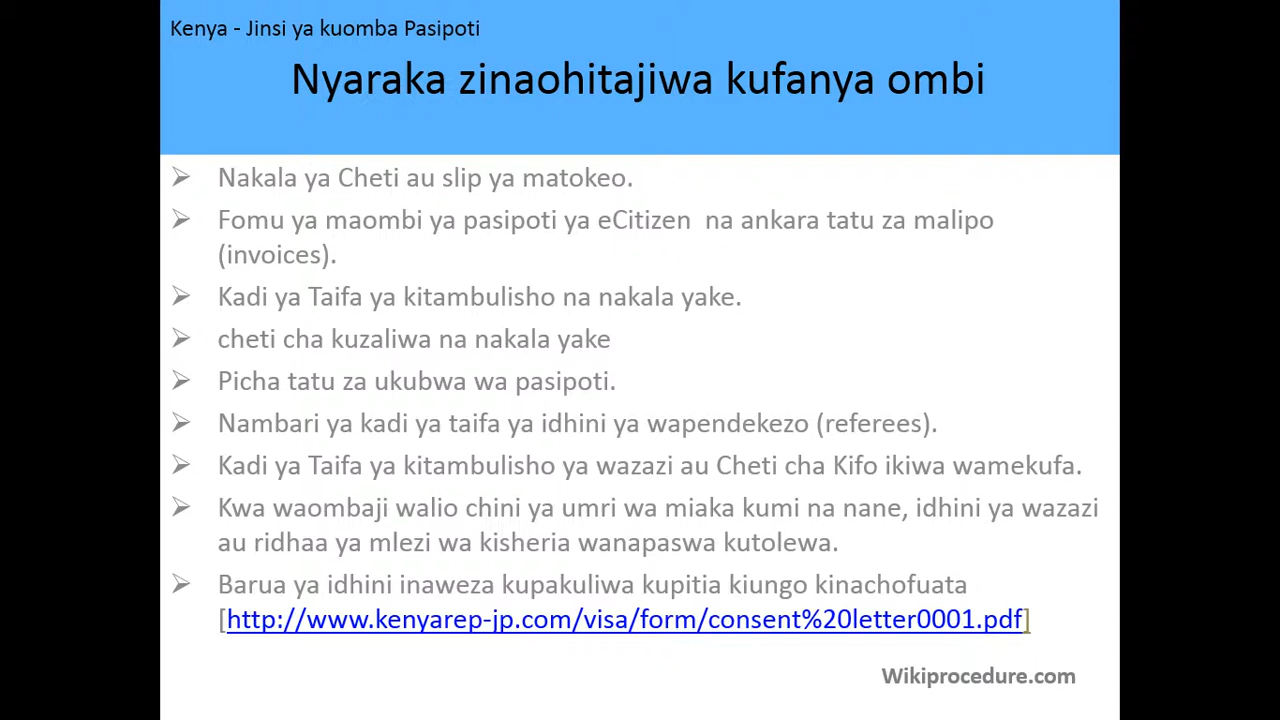 Kenya - Jinsi ya kuomba Pasipoti
Nyaraka zinaohitajiwa kufanya ombi
➢ Nakala ya Cheti au slip ya matokeo.
➢ Fomu ya maombi ya pasipoti ya eCitizen na ankara tatu za malipo
(invoices).
➢ Kadi ya Taifa ya kitambulisho na nakala yake.
➢ cheti cha kuzaliwa na nakala yake
➢ Picha tatu za ukubwa wa pasipoti.
➢ Nambari ya kadi ya taifa ya idhini ya wapendekezo (referees).
➢ Kadi ya Taifa ya kitambulisho ya wazazi au Cheti cha Kifo ikiwa wamekufa.
➢ Kwa waombaji walio chini ya umri wa miaka kumi na nane, idhini ya wazazi
au ridhaa ya mlezi wa kisheria wanapaswa kutolewa.
➢ Barua ya idhini inaweza kupakuliwa kupitia kiungo kinachofuata
[http://www.kenyarep-jp.com/visa/form/consent%20letter0001.pdf]
Wikiprocedure.com